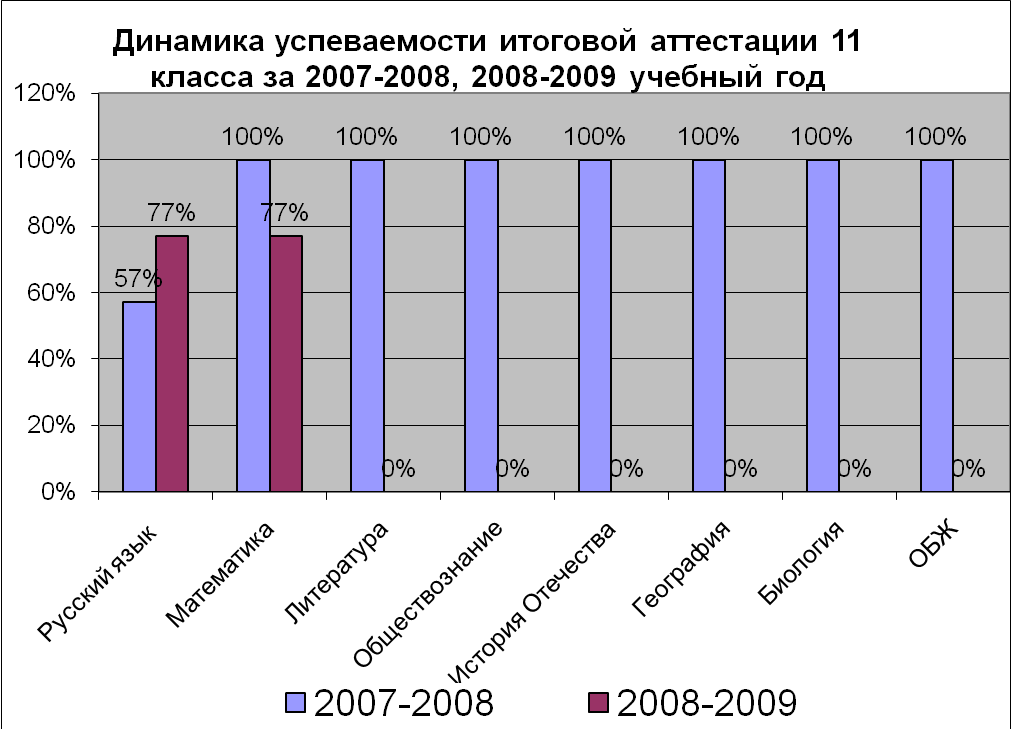 Динамика успеваемости итоговой аттестации 11
класса за 2007-2008, 2008-2009 учебный год
120%
100%
80%
60%
40%
20%
0%
57%
77%
100%
77%
100%
0%
100%
0%
100%
0%
100%
0%
100%
0%
100%
0%
Русский язык
Математика
Литература
Обществознание
История Отечества
География
Биология
ОБЖ
2007-2008
2008-2009